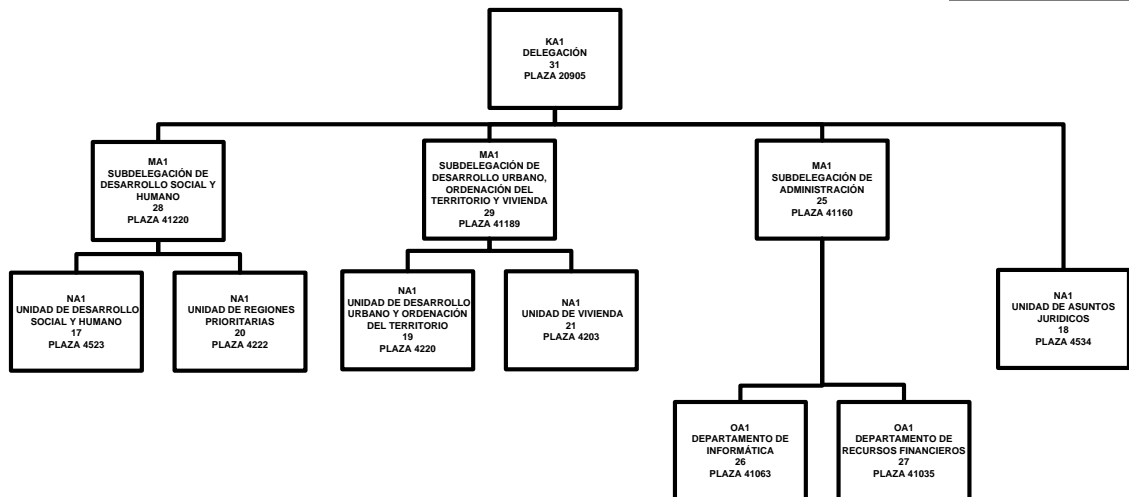 KA1
DELEGACIÓN
31
PLAZA 20905
MA1
SUBDELEGACIÓN DE
DESARROLLO SOCIAL Y
HUMANO
28
PLAZA 41220
MA1
SUBDELEGACIÓN DE
DESARROLLO URBANO,
ORDENACIÓN DEL
TERRITORIO Y VIVIENDA
29
PLAZA 41189
MA1
SUBDELEGACIÓN DE
ADMINISTRACIÓN
25
PLAZA 41160
NA1
UNIDAD DE DESARROLLO
SOCIAL Y HUMANO
17
PLAZA 4523
NA1
UNIDAD DE REGIONES
PRIORITARIAS
20
PLAZA 4222
NA1
UNIDAD DE DESARROLLO
URBANO Y ORDENACIÓN
DEL TERRITORIO
19
PLAZA 4220
NA1
UNIDAD DE VIVIENDA
21
PLAZA 4203
NA1
UNIDAD DE ASUNTOS
JURIDICOS
18
PLAZA 4534
OA1
DEPARTAMENTO DE
INFORMÁTICA
26
PLAZA 41063
OA1
DEPARTAMENTO DE
RECURSOS FINANCIEROS
27
PLAZA 41035